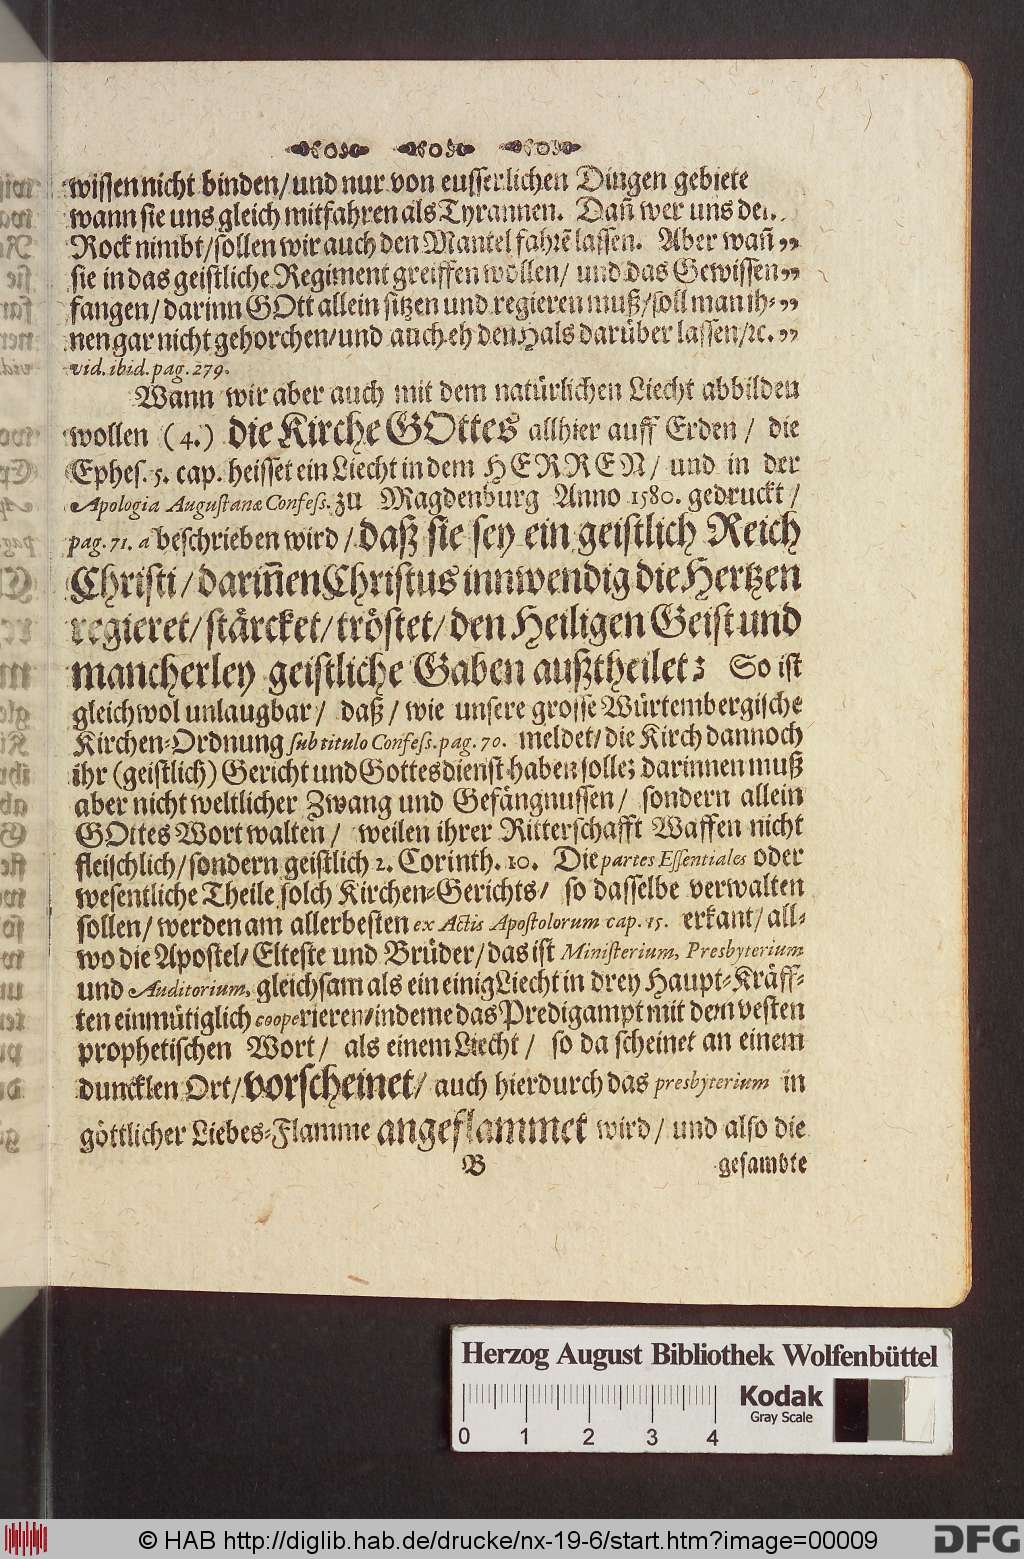 wissen nicht binden/ und nur von eusserlichen Dingen gebiete
wann sie uns gleich mitfahren als Tyrannen. Dañ wer uns den
Rock nimbt/ sollen wir auch den Mantel fahrẽ lassen. Aber wañ „
sie in das geistliche Regiment greiffen wollen/ und das Gewissen „
fangen/ darinn GOtt allein sitzen und regieren muß/ soll man ih- „
nen gar nicht gehorchen/ und auch eh den Hals darüber lassen/ ꝛc. „
vid. ibid. pag. 279.
Wann wir aber auch mit dem natürlichen Liecht abbilden
wollen (4.) die Kirche GOttes allhier auff Erden/ die
Ephes. 5. cap. heisset ein Liecht in dem HERREN/ und in der
Apologia Augustanæ Confess. zu Magdenburg Anno 1580. gedruckt/
pag. 71. a beschrieben wird/ daß sie sey ein geistlich Reich
Christi/ dariñen Christus innwendig die Hertzen
regieret/ stärcket/ tröstet/ den Heiligen Geist und
mancherley geistliche Gaben außtheilet; So ist
gleichwol unlaugbar/ daß/ wie unsere grosse Würtembergische
Kirchen-Ordnung sub titulo Confess. pag. 70. meldet/ die Kirch dannoch
ihr (geistlich) Gericht und Gottesdienst haben solle; darinnen muß
aber nicht weltlicher Zwang und Gefängnussen/ sondern allein
GOttes Wort walten/ weilen ihrer Ritterschafft Waffen nicht
fleischlich/ sondern geistlich 2. Corinth. 10. Die partes Essentiales oder
wesentliche Theile solch Kirchen-Gerichts/ so dasselbe verwalten
sollen/ werden am allerbesten ex Actis Apostolorum cap. 15. erkant/ all-
wo die Apostel/ Elteste und Brüder/ das ist Ministerium, Presbyterium
und Auditorium, gleichsam als ein einig Liecht in drey Haupt-Kräff-
ten einmütiglich cooperieren/ indeme das Predigampt mit dem vesten
prophetischen Wort/ als einem Liecht/ so da scheinet an einem
duncklen Ort/ vorscheinet/ auch hierdurch das presbyterium in
göttlicher Liebes-Flamme angeflammet wird/ und also die
B gesambte
Herzog August Bibliothek Wolfenbüttel
Kodak
Gray Scale
0 1 2 3 4
© HAB http://diglib.hab.de/drucke/nx-19-6/start.htm?image=00009
DFG